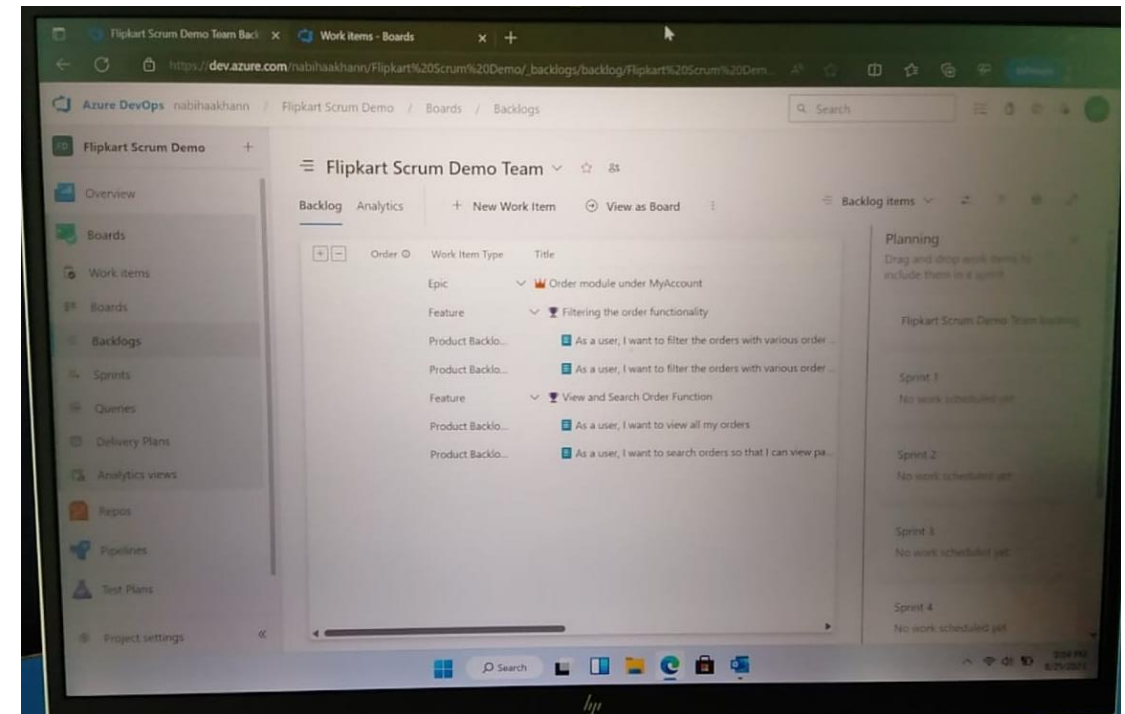 Flipkart Scrum Demo Team Back
Work items - Boards
https://dev.azure.com/nabihaakhann/Flipkart%20Scrum%20Demo/_backlogs/backlog/Flipkart%20Scrum%20Dem...
Azure DevOps nabihaakhann / Flipkart Scrum Demo / Boards / Backlogs
Search
FD Flipkart Scrum Demo +
Overview
Boards
Work items
Boards
Backlogs
Sprints
Queries
Delivery Plans
Analytics views
Repos
Pipelines
Test Plans
Project settings
Flipkart Scrum Demo Team
Backlog Analytics + New Work Item View as Board
Backlog items
Order Work Item Type Title
Epic Order module under MyAccount
Feature Filtering the order functionality
Product Backlo... As a user, I want to filter the orders with various order ...
Product Backlo... As a user, I want to filter the orders with various order ...
Feature View and Search Order Function
Product Backlo... As a user, I want to view all my orders
Product Backlo... As a user, I want to search orders so that I can view pa...
Planning
Drag and drop work items to
include them in a sprint
Flipkart Scrum Demo Team
Sprint 1
No work scheduled yet
Sprint 2
No work scheduled yet
Sprint 3
No work scheduled yet
Sprint 4
No work scheduled yet
Search
hp